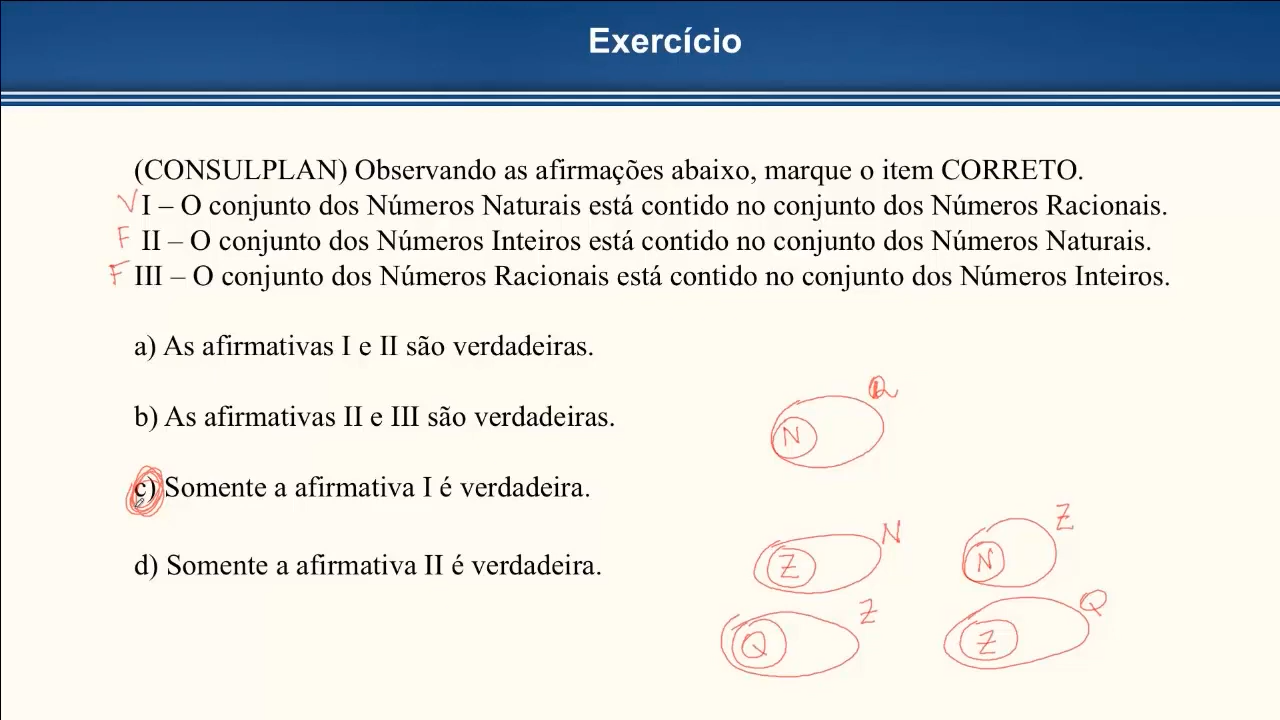 Exercício
(CONSULPLAN) Observando as afirmações abaixo, marque o item CORRETO.
V I – O conjunto dos Números Naturais está contido no conjunto dos Números Racionais.
F II – O conjunto dos Números Inteiros está contido no conjunto dos Números Naturais.
F III – O conjunto dos Números Racionais está contido no conjunto dos Números Inteiros.
a) As afirmativas I e II são verdadeiras.
b) As afirmativas II e III são verdadeiras.
c) Somente a afirmativa I é verdadeira.
d) Somente a afirmativa II é verdadeira.
Q
N
N
Z
Z
N
Z
Q
Q
Z